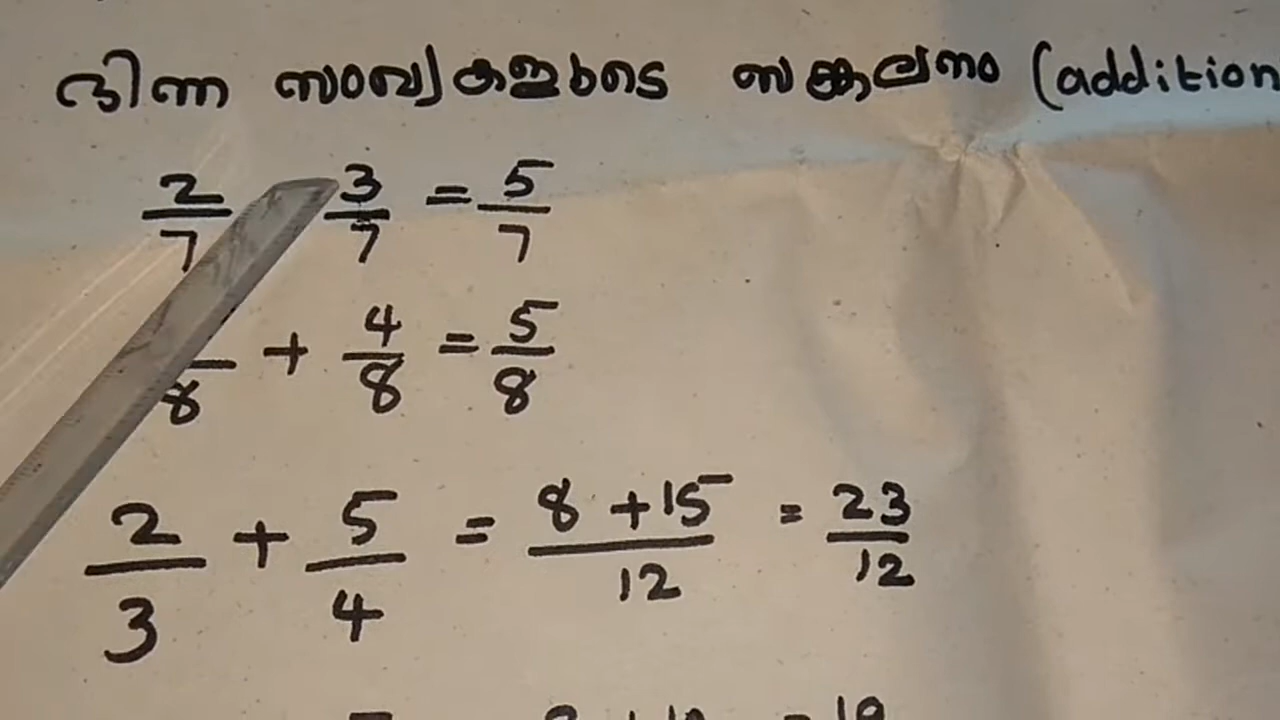 ഭിന്ന സംഖ്യകളുടെ സങ്കലനം (addition
2/7 3/7 = 5/7
/8 + 4/8 = 5/8
2/3 + 5/4 = 8+15/12 = 23/12